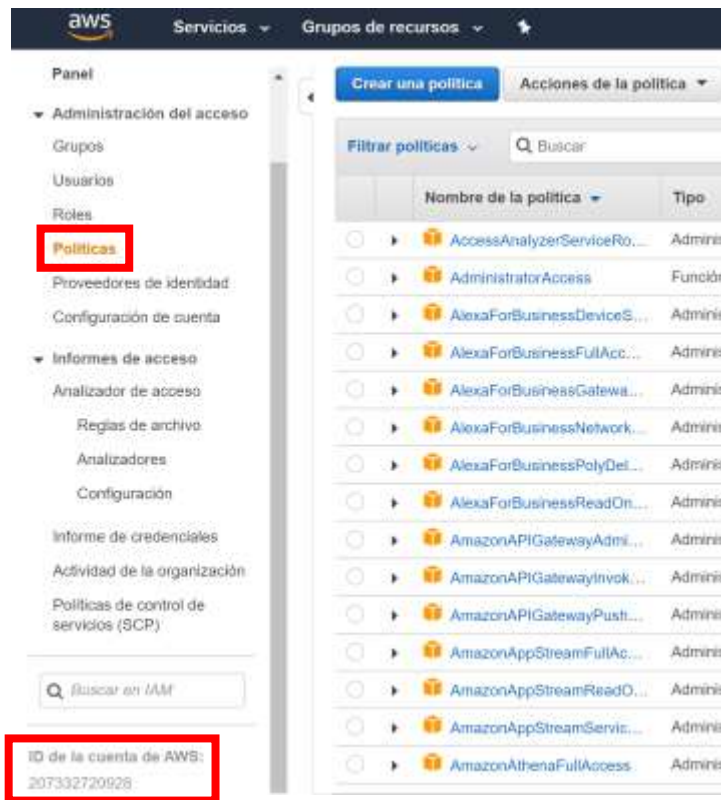 aws Servicios Grupos de recursos
Panel
Administración del acceso
Grupos
Usuarios
Roles
Políticas
Proveedores de identidad
Configuración de cuenta
Informes de acceso
Analizador de acceso
Reglas de archivo
Analizadores
Configuración
Informe de credenciales
Actividad de la organización
Políticas de control de
servicios (SCP)
Buscar en IAM
ID de la cuenta de AWS:
207332720928
Crear una política Acciones de la política
Filtrar políticas Buscar
Nombre de la política Tipo
AccessAnalyzerServiceRo... Adminis
AdministratorAccess Función
AlexaForBusinessDeviceS... Adminis
AlexaForBusinessFullAcc... Adminis
AlexaForBusinessGatewa... Adminis
AlexaForBusinessNetwork... Adminis
AlexaForBusinessPolyDel... Adminis
AlexaForBusinessReadOn... Adminis
AmazonAPIGatewayAdmi... Adminis
AmazonAPIGatewayInvok... Adminis
AmazonAPIGatewayPush... Adminis
AmazonAppStreamFullAc... Adminis
AmazonAppStreamReadO... Adminis
AmazonAppStreamServic... Adminis
AmazonAthenaFullAccess Adminis